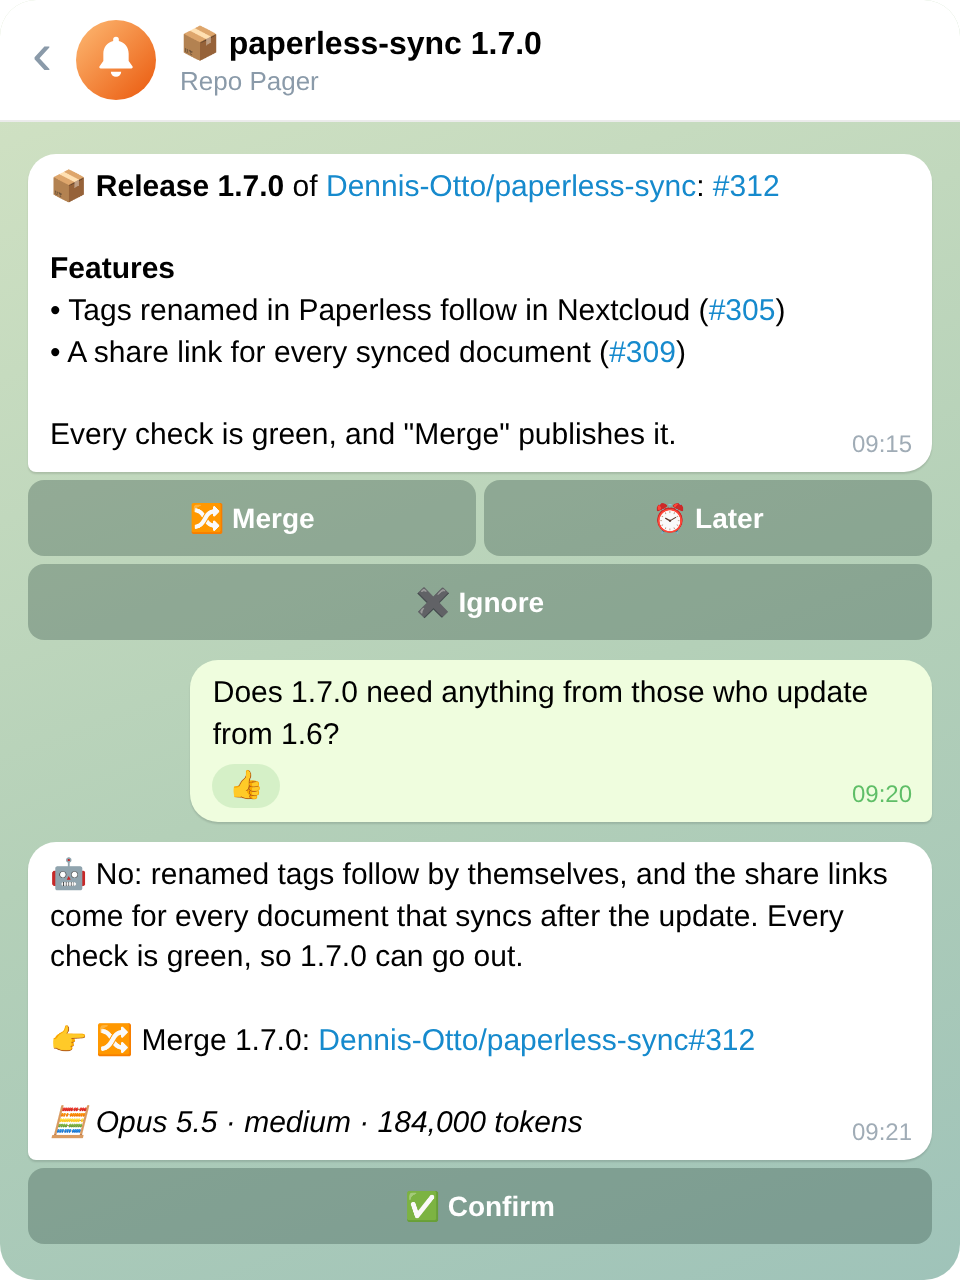 📦 paperless-sync 1.7.0
Repo Pager
📦 Release 1.7.0 of Dennis-Otto/paperless-sync: #312
Features
• Tags renamed in Paperless follow in Nextcloud (#305)
• A share link for every synced document (#309)
Every check is green, and "Merge" publishes it.
09:15
🔀 Merge
⏰ Later
✖️ Ignore
Does 1.7.0 need anything from those who update
from 1.6?
👍
09:20
🤖 No: renamed tags follow by themselves, and the share links
come for every document that syncs after the update. Every
check is green, so 1.7.0 can go out.
👉 🔀 Merge 1.7.0: Dennis-Otto/paperless-sync#312
🧮 Opus 5.5 · medium · 184,000 tokens
09:21
✅ Confirm